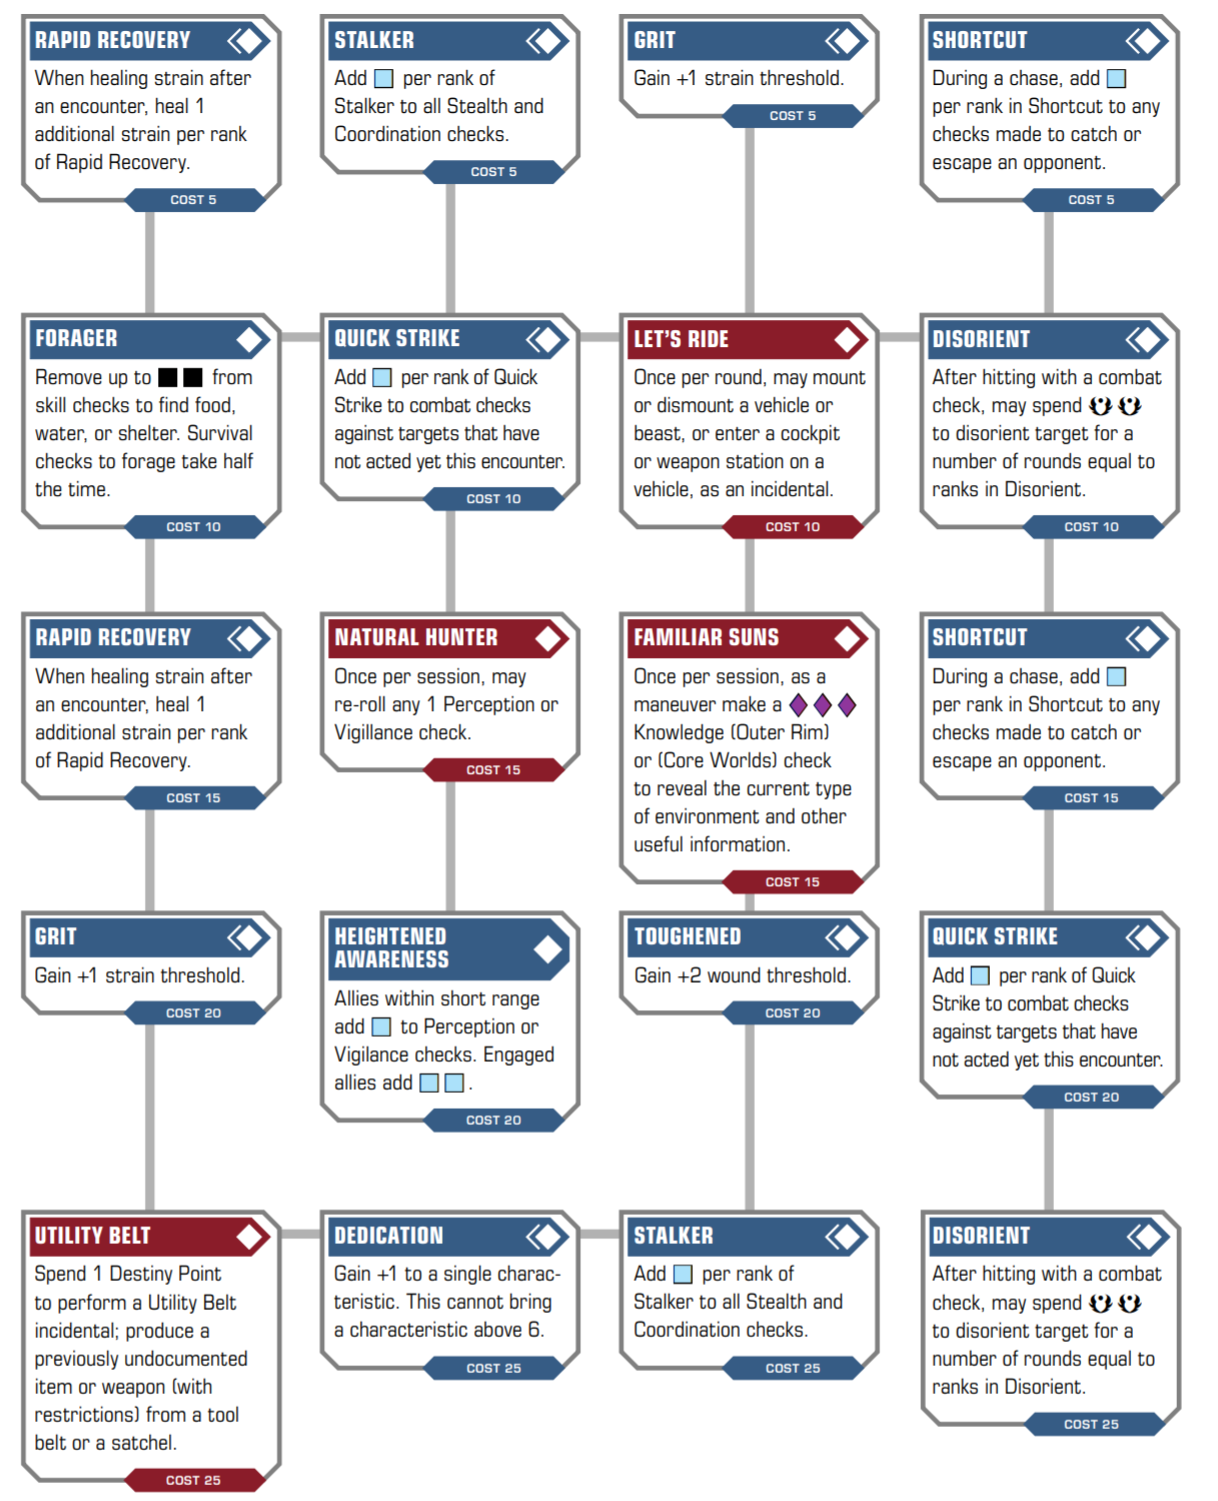 RAPID RECOVERY
When healing strain after
an encounter, heal 1
additional strain per rank
of Rapid Recovery.
COST 5
STALKER
Add per rank of
Stalker to all Stealth and
Coordination checks.
COST 5
GRIT
Gain +1 strain threshold.
COST 5
SHORTCUT
During a chase, add
per rank in Shortcut to any
checks made to catch or
escape an opponent.
COST 5
FORAGER
Remove up to from
skill checks to find food,
water, or shelter. Survival
checks to forage take half
the time.
COST 10
QUICK STRIKE
Add per rank of Quick
Strike to combat checks
against targets that have
not acted yet this encounter.
COST 10
LET'S RIDE
Once per round, may mount
or dismount a vehicle or
beast, or enter a cockpit
or weapon station on a
vehicle, as an incidental.
COST 10
DISORIENT
After hitting with a combat
check, may spend
to disorient target for a
number of rounds equal to
ranks in Disorient.
COST 10
RAPID RECOVERY
When healing strain after
an encounter, heal 1
additional strain per rank
of Rapid Recovery.
COST 15
NATURAL HUNTER
Once per session, may
re-roll any 1 Perception or
Vigillance check.
COST 15
FAMILIAR SUNS
Once per session, as a
maneuver make a
Knowledge (Outer Rim)
or (Core Worlds) check
to reveal the current type
of environment and other
useful information.
COST 15
SHORTCUT
During a chase, add
per rank in Shortcut to any
checks made to catch or
escape an opponent.
COST 15
GRIT
Gain +1 strain threshold.
COST 20
HEIGHTENED
AWARENESS
Allies within short range
add to Perception or
Vigilance checks. Engaged
allies add .
COST 20
TOUGHENED
Gain +2 wound threshold.
COST 20
QUICK STRIKE
Add per rank of Quick
Strike to combat checks
against targets that have
not acted yet this encounter.
COST 20
UTILITY BELT
Spend 1 Destiny Point
to perform a Utility Belt
incidental; produce a
previously undocumented
item or weapon (with
restrictions) from a tool
belt or a satchel.
COST 25
DEDICATION
Gain +1 to a single charac-
teristic. This cannot bring
a characteristic above 6.
COST 25
STALKER
Add per rank of
Stalker to all Stealth and
Coordination checks.
COST 25
DISORIENT
After hitting with a combat
check, may spend
to disorient target for a
number of rounds equal to
ranks in Disorient.
COST 25